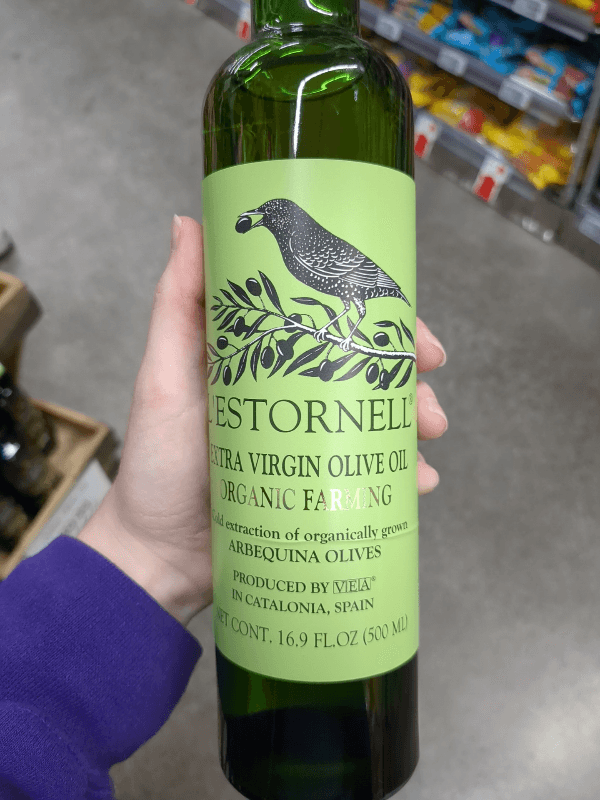 L'ESTORNELL®
EXTRA VIRGIN OLIVE OIL
ORGANIC FARMING
Cold extraction of organically grown
ARBEQUINA OLIVES
PRODUCED BY VEÁ®
IN CATALONIA, SPAIN
NET CONT. 16.9 FL.OZ (500 ML)